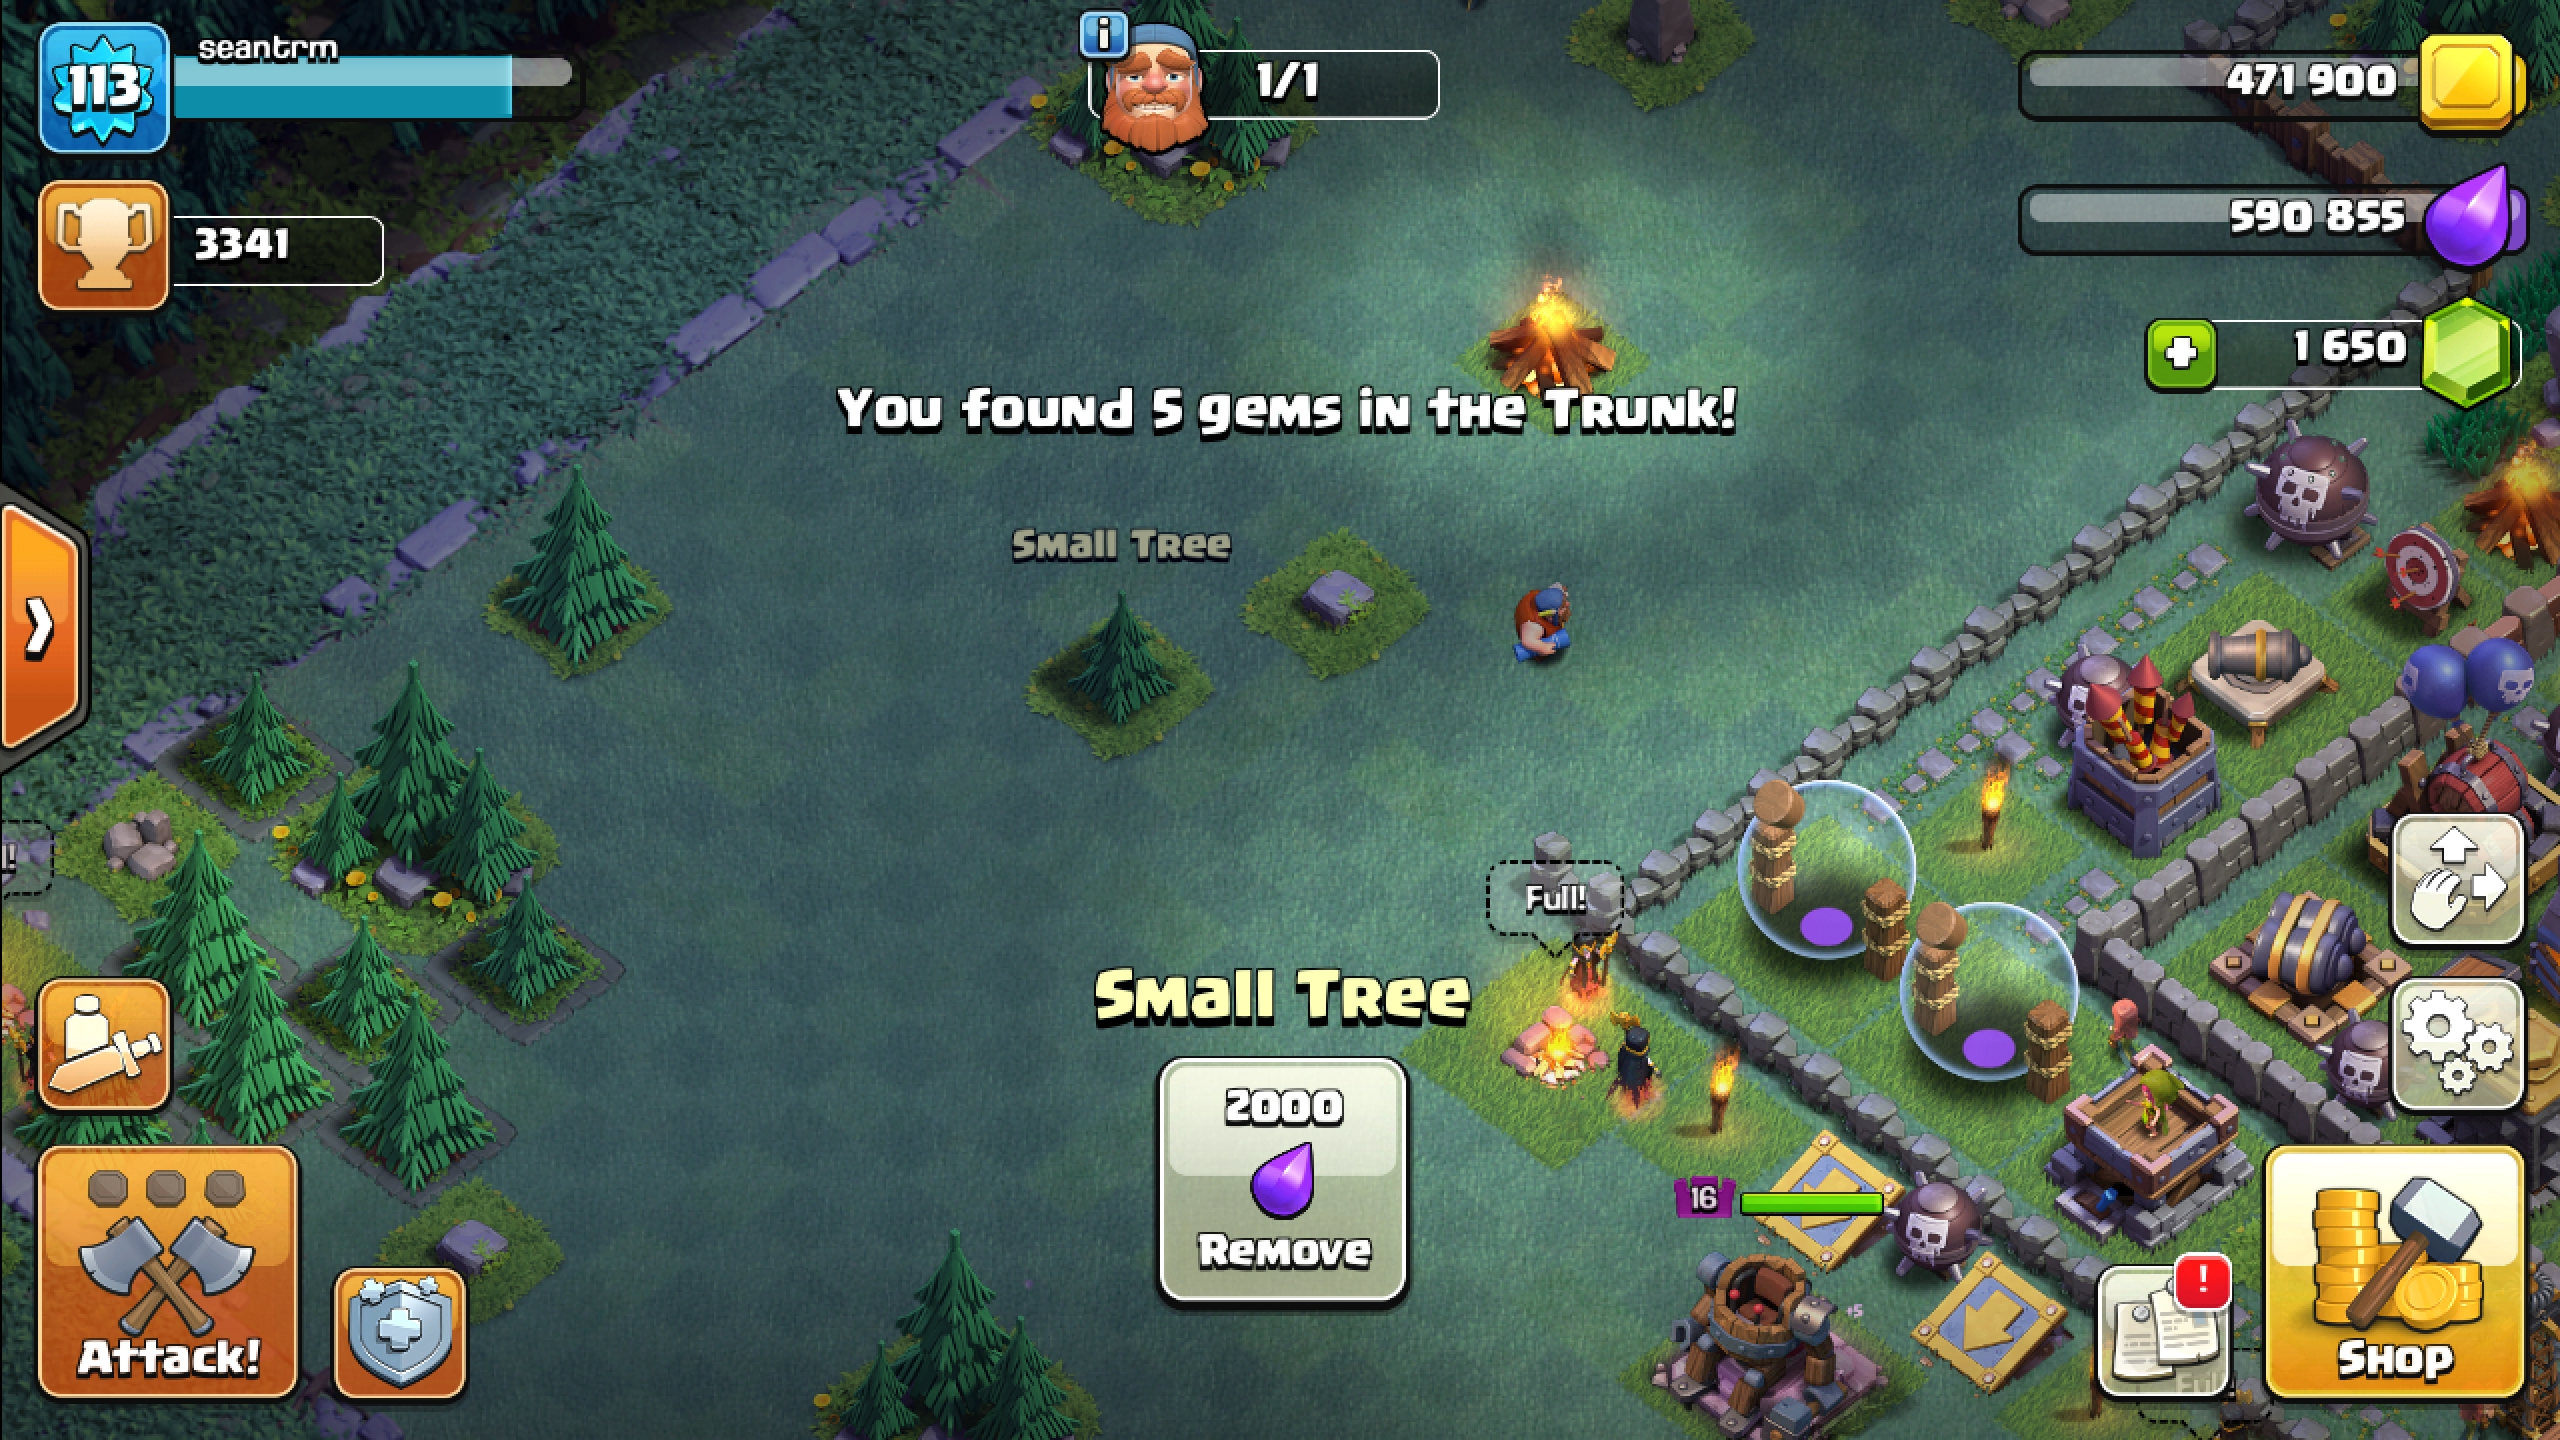 113
seantrm
1/1
471 900
3341
590 855
1 650
You found 5 gems in the Trunk!
Small Tree
Full!
Small Tree
2000
Remove
16
+5
!
Attack!
Shop